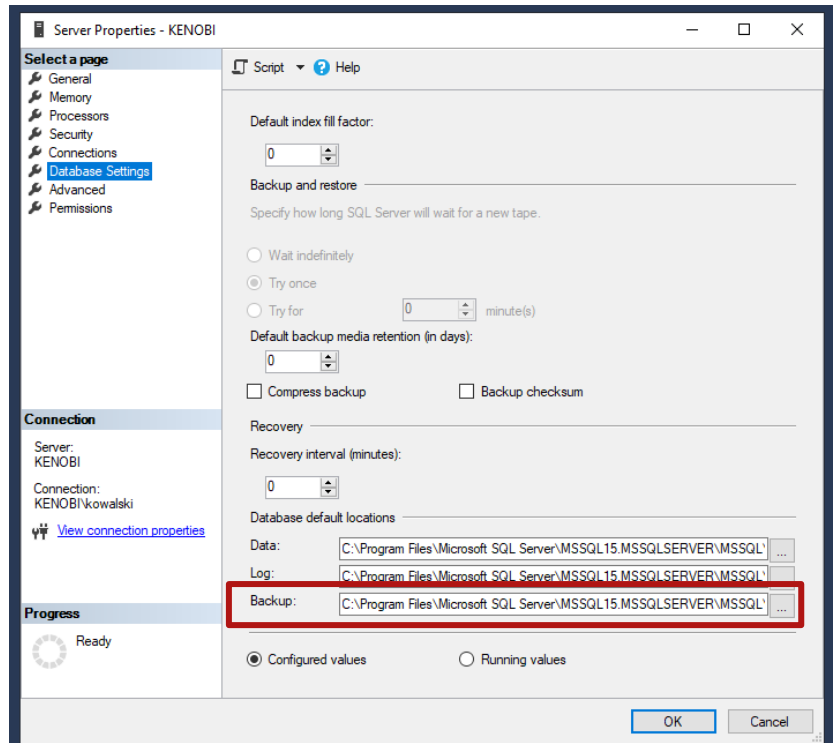 Server Properties - KENOBI
Select a page
General
Memory
Processors
Security
Connections
Database Settings
Advanced
Permissions
Connection
Server:
KENOBI
Connection:
KENOBI\kowalski
View connection properties
Progress
Ready
Script Help
Default index fill factor:
0
Backup and restore
Specify how long SQL Server will wait for a new tape.
Wait indefinitely
Try once
Try for 0 minute(s)
Default backup media retention (in days):
0
Compress backup Backup checksum
Recovery
Recovery interval (minutes):
0
Database default locations
Data: C:\Program Files\Microsoft SQL Server\MSSQL15.MSSQLSERVER\MSSQL\ ...
Log: C:\Program Files\Microsoft SQL Server\MSSQL15.MSSQLSERVER\MSSQL\
Backup: C:\Program Files\Microsoft SQL Server\MSSQL15.MSSQLSERVER\MSSQL\ ...
Configured values Running values
OK Cancel